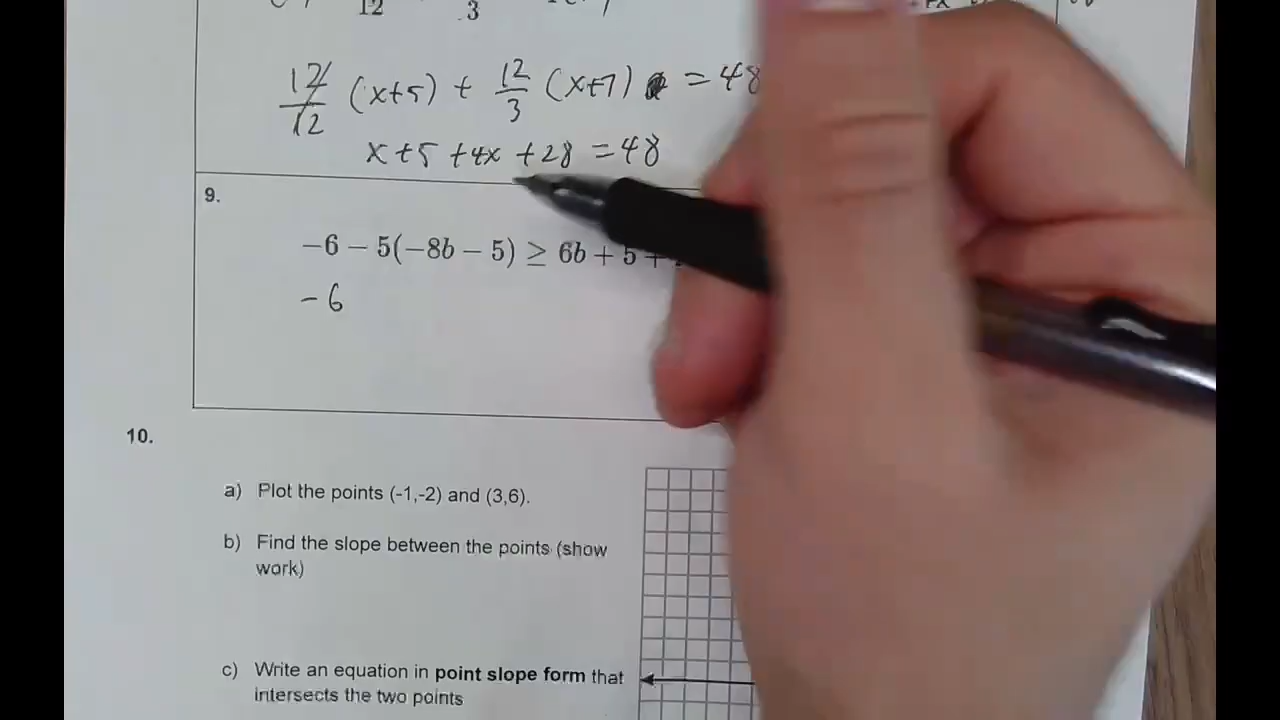 12 3
12/12 (x+5) + 12/3 (x+7) = 48
x+5 +4x +28 =48
9.
−6 − 5(−8b − 5) ≥ 6b + 5 +
-6
10.
a) Plot the points (-1,-2) and (3,6).
b) Find the slope between the points (show
work)
c) Write an equation in point slope form that
intersects the two points